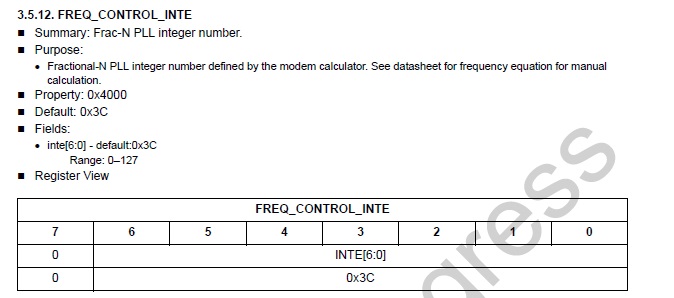 3.5.12. FREQ_CONTROL_INTE
■ Summary: Frac-N PLL integer number.
■ Purpose:
• Fractional-N PLL integer number defined by the modem calculator. See datasheet for frequency equation for manual
calculation.
■ Property: 0x4000
■ Default: 0x3C
■ Fields:
• inte[6:0] - default:0x3C
Range: 0–127
■ Register View
FREQ_CONTROL_INTE
7 6 5 4 3 2 1 0
0 INTE[6:0]
0 0x3C
gress